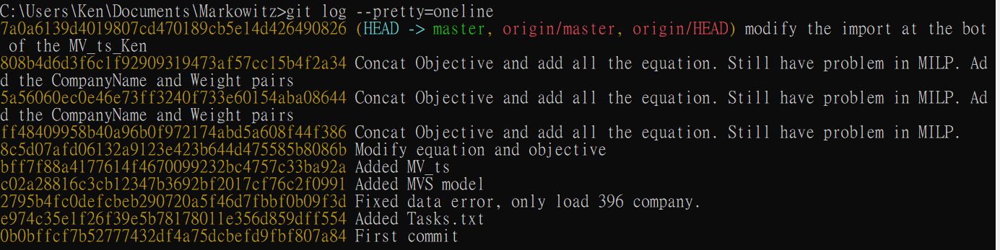 C:\Users\Ken\Documents\Markowitz>git log --pretty=oneline
7a0a6139d4019807cd470189cb5e14d426490826 (HEAD -> master, origin/master, origin/HEAD) modify the import at the bot
 of the MV_ts_Ken
808b4d6d3f6c1f92909319473af57cc15b4f2a34 Concat Objective and add all the equation. Still have problem in MILP. Ad
d the CompanyName and Weight pairs
5a56060ec0e46e73ff3240f733e60154aba08644 Concat Objective and add all the equation. Still have problem in MILP. Ad
d the CompanyName and Weight pairs
ff48409958b40a96b0f972174abd5a608f44f386 Concat Objective and add all the equation. Still have problem in MILP.
8c5d07afd06132a9123e423b644d475585b8086b Modify equation and objective
bff7f88a4177614f4670099232bc4757c33ba92a Added MV_ts
c02a28816c3cb12347b3692bf2017cf76c2f0991 Added MVS model
2795b4fc0defcbeb290720a5f46d7fbbf0b09f3d Fixed data error, only load 396 company.
e974c35e1f26f39e5b78178011e356d859dff554 Added Tasks.txt
0b0bffcf7b52777432df4a75dcbefd9fbf807a84 First commit